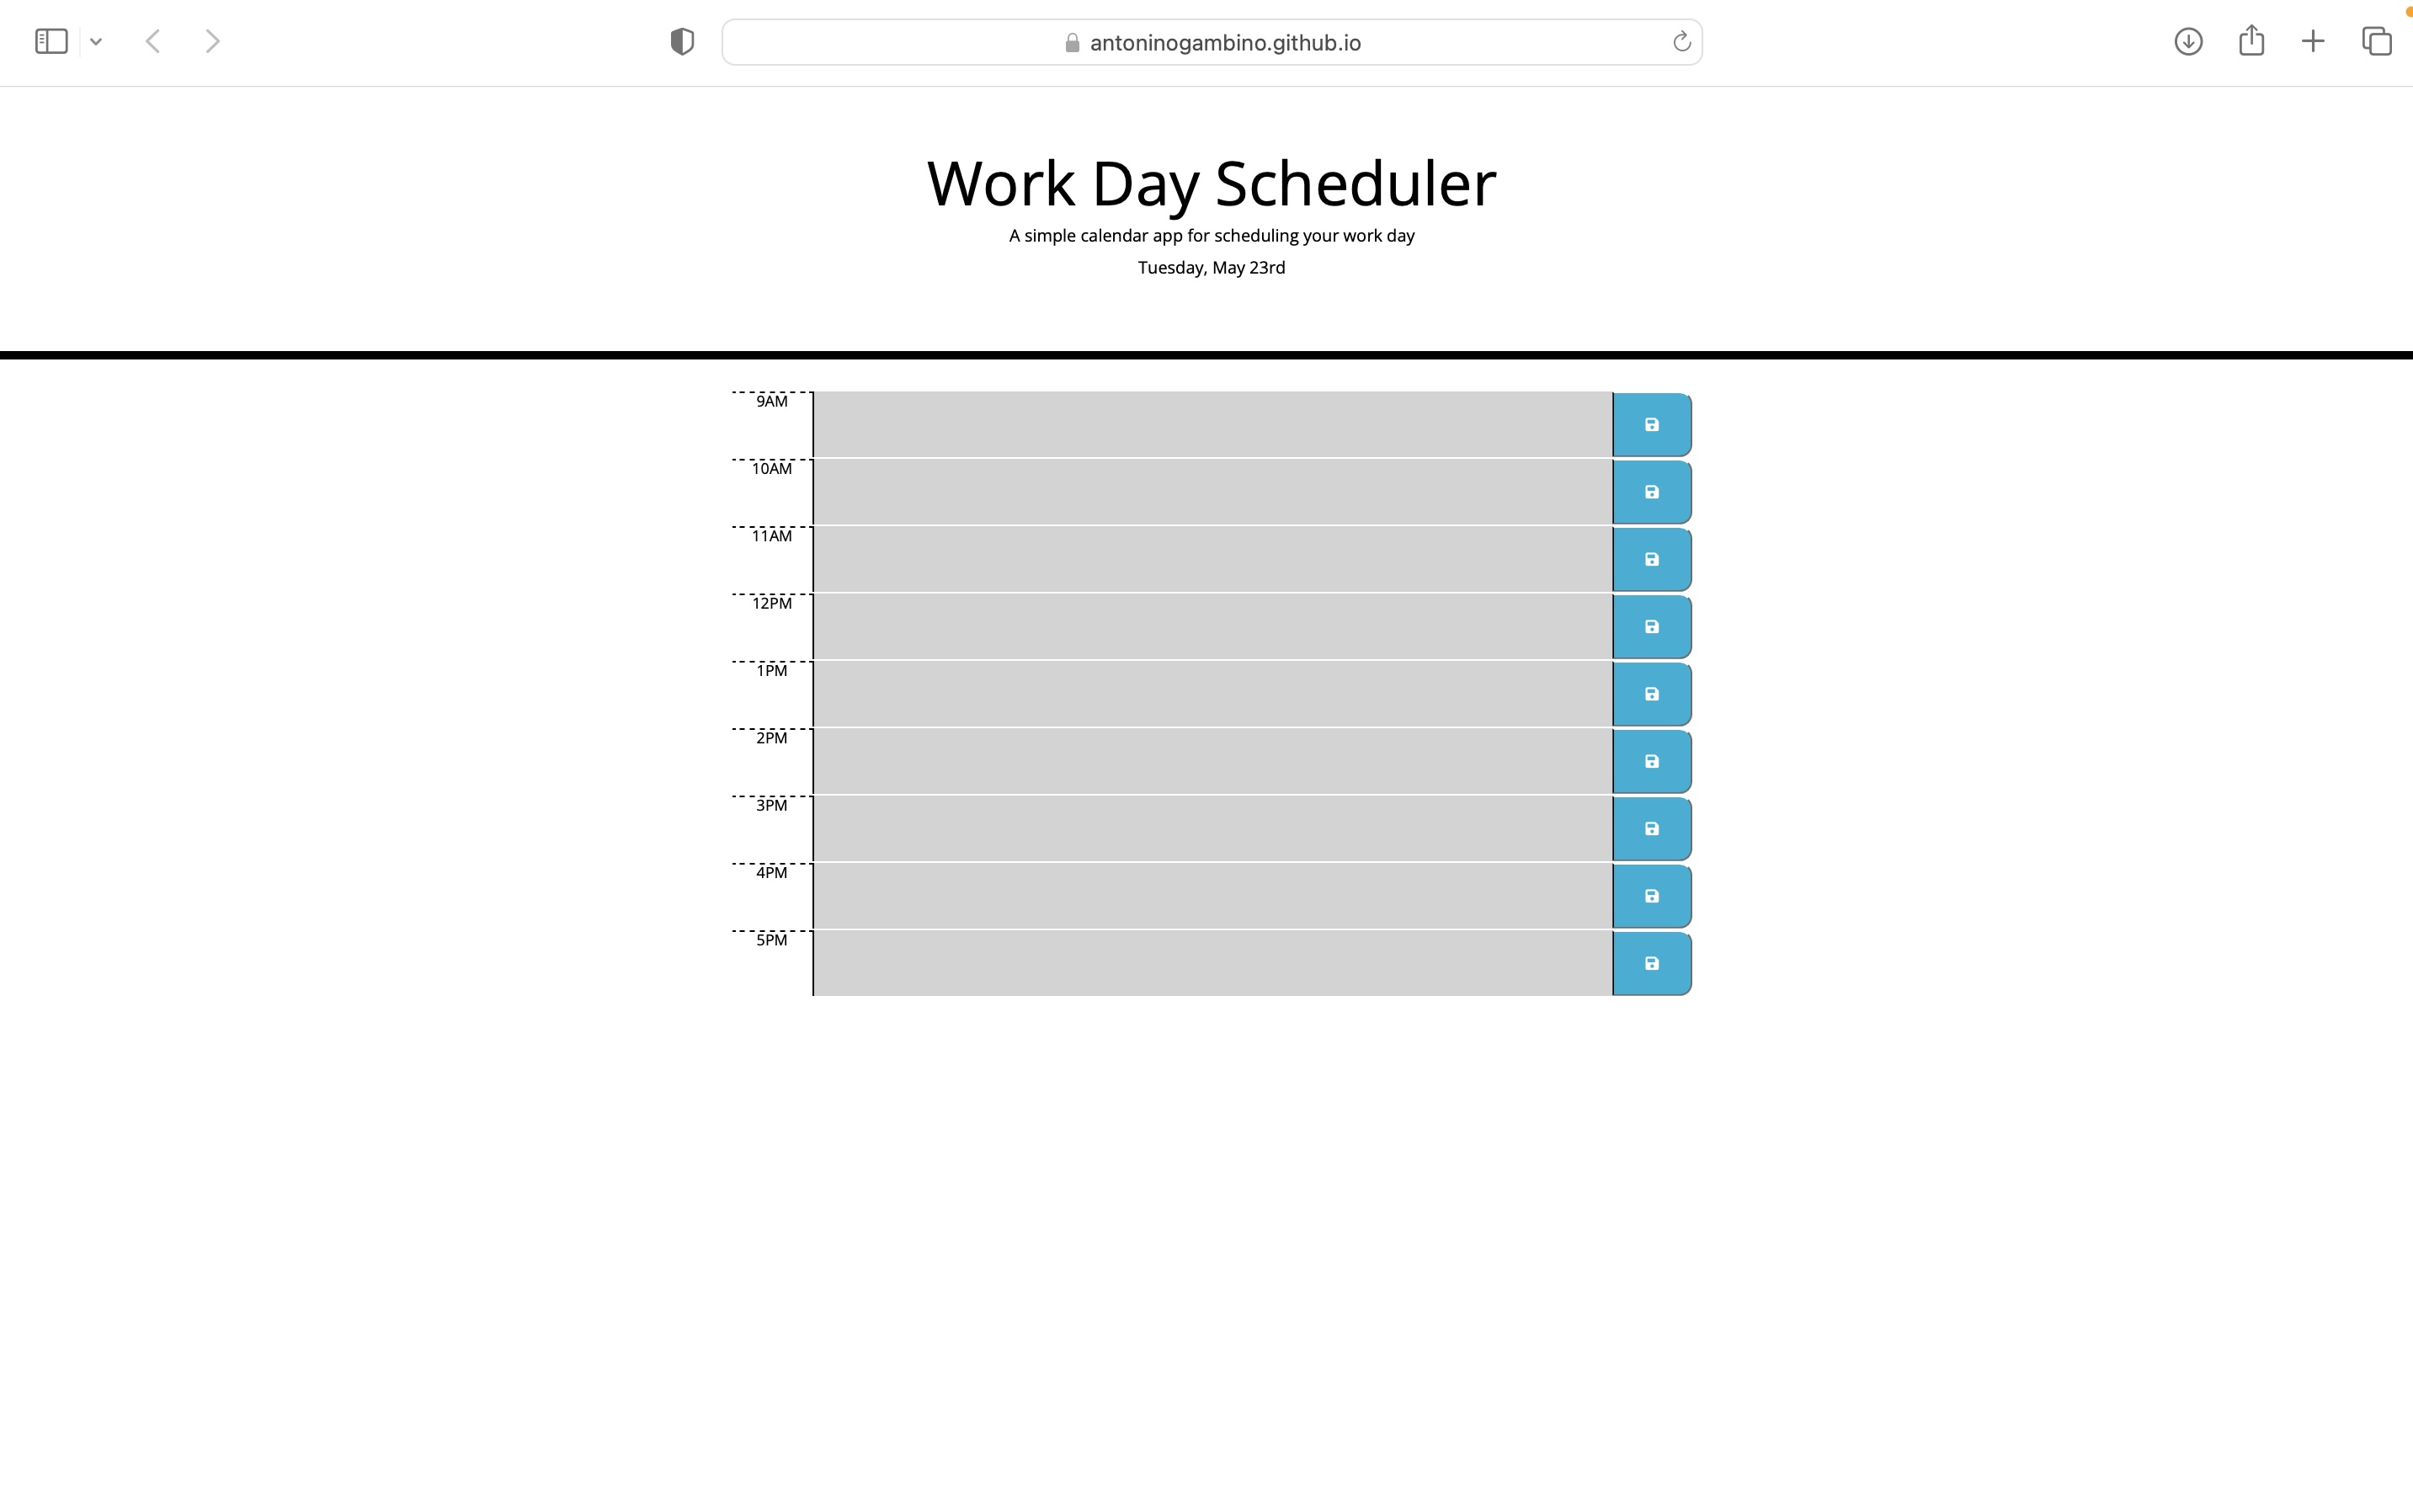 antoninogambino.github.io
Work Day Scheduler
A simple calendar app for scheduling your work day
Tuesday, May 23rd
9AM
10AM
11AM
12PM
1PM
2PM
3PM
4PM
5PM